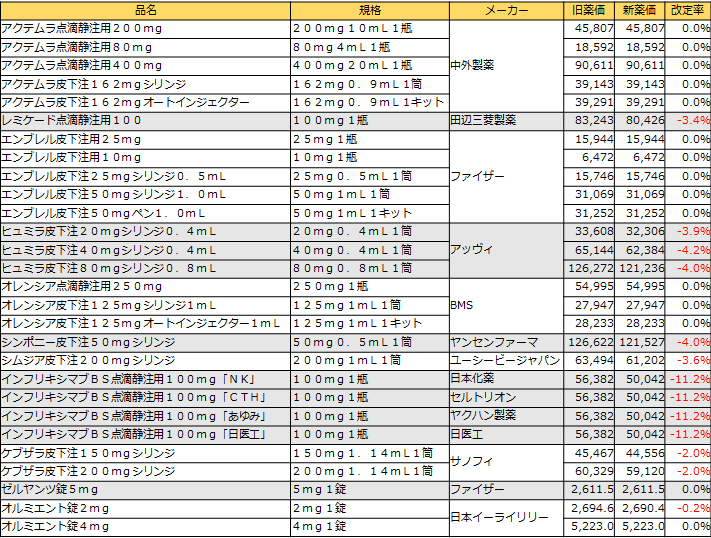 品名 規格 メーカー 旧薬価 新薬価 改定率
アクテムラ点滴静注用２００ｍｇ ２００ｍｇ１０ｍＬ１瓶 中外製薬 45,807 45,807 0.0%
アクテムラ点滴静注用８０ｍｇ ８０ｍｇ４ｍＬ１瓶 18,592 18,592 0.0%
アクテムラ点滴静注用４００ｍｇ ４００ｍｇ２０ｍＬ１瓶 90,611 90,611 0.0%
アクテムラ皮下注１６２ｍｇシリンジ １６２ｍｇ０．９ｍＬ１筒 39,143 39,143 0.0%
アクテムラ皮下注１６２ｍｇオートインジェクター １６２ｍｇ０．９ｍＬ１キット 39,291 39,291 0.0%
レミケード点滴静注用１００ １００ｍｇ１瓶 田辺三菱製薬 83,243 80,426 -3.4%
エンブレル皮下注用２５ｍｇ ２５ｍｇ１瓶 ファイザー 15,944 15,944 0.0%
エンブレル皮下注用１０ｍｇ １０ｍｇ１瓶 6,472 6,472 0.0%
エンブレル皮下注２５ｍｇシリンジ０．５ｍＬ ２５ｍｇ０．５ｍＬ１筒 15,746 15,746 0.0%
エンブレル皮下注５０ｍｇシリンジ１．０ｍＬ ５０ｍｇ１ｍＬ１筒 31,069 31,069 0.0%
エンブレル皮下注５０ｍｇペン１．０ｍＬ ５０ｍｇ１ｍＬ１キット 31,252 31,252 0.0%
ヒュミラ皮下注２０ｍｇシリンジ０．４ｍＬ ２０ｍｇ０．４ｍＬ１筒 アッヴィ 33,608 32,306 -3.9%
ヒュミラ皮下注４０ｍｇシリンジ０．４ｍＬ ４０ｍｇ０．４ｍＬ１筒 65,144 62,384 -4.2%
ヒュミラ皮下注８０ｍｇシリンジ０．８ｍＬ ８０ｍｇ０．８ｍＬ１筒 126,272 121,236 -4.0%
オレンシア点滴静注用２５０ｍｇ ２５０ｍｇ１瓶 BMS 54,995 54,995 0.0%
オレンシア皮下注１２５ｍｇシリンジ１ｍＬ １２５ｍｇ１ｍＬ１筒 27,947 27,947 0.0%
オレンシア皮下注１２５ｍｇオートインジェクター１ｍＬ １２５ｍｇ１ｍＬ１キット 28,233 28,233 0.0%
シンポニー皮下注５０ｍｇシリンジ ５０ｍｇ０．５ｍＬ１筒 ヤンセンファーマ 126,622 121,527 -4.0%
シムジア皮下注２００ｍｇシリンジ ２００ｍｇ１ｍＬ１筒 ユーシービージャパン 63,494 61,202 -3.6%
インフリキシマブＢＳ点滴静注用１００ｍｇ「ＮＫ」 １００ｍｇ１瓶 日本化薬 56,382 50,042 -11.2%
インフリキシマブＢＳ点滴静注用１００ｍｇ「ＣＴＨ」 １００ｍｇ１瓶 セルトリオン 56,382 50,042 -11.2%
インフリキシマブＢＳ点滴静注用１００ｍｇ「あゆみ」 １００ｍｇ１瓶 ヤクハン製薬 56,382 50,042 -11.2%
インフリキシマブＢＳ点滴静注用１００ｍｇ「日医工」 １００ｍｇ１瓶 日医工 56,382 50,042 -11.2%
ケブザラ皮下注１５０ｍｇシリンジ １５０ｍｇ１．１４ｍＬ１筒 サノフィ 45,467 44,556 -2.0%
ケブザラ皮下注２００ｍｇシリンジ ２００ｍｇ１．１４ｍＬ１筒 60,329 59,120 -2.0%
ゼルヤンツ錠５ｍｇ ５ｍｇ１錠 ファイザー 2,611.5 2,611.5 0.0%
オルミエント錠２ｍｇ ２ｍｇ１錠 日本イーライリリー 2,694.6 2,690.4 -0.2%
オルミエント錠４ｍｇ ４ｍｇ１錠 5,223.0 5,223.0 0.0%